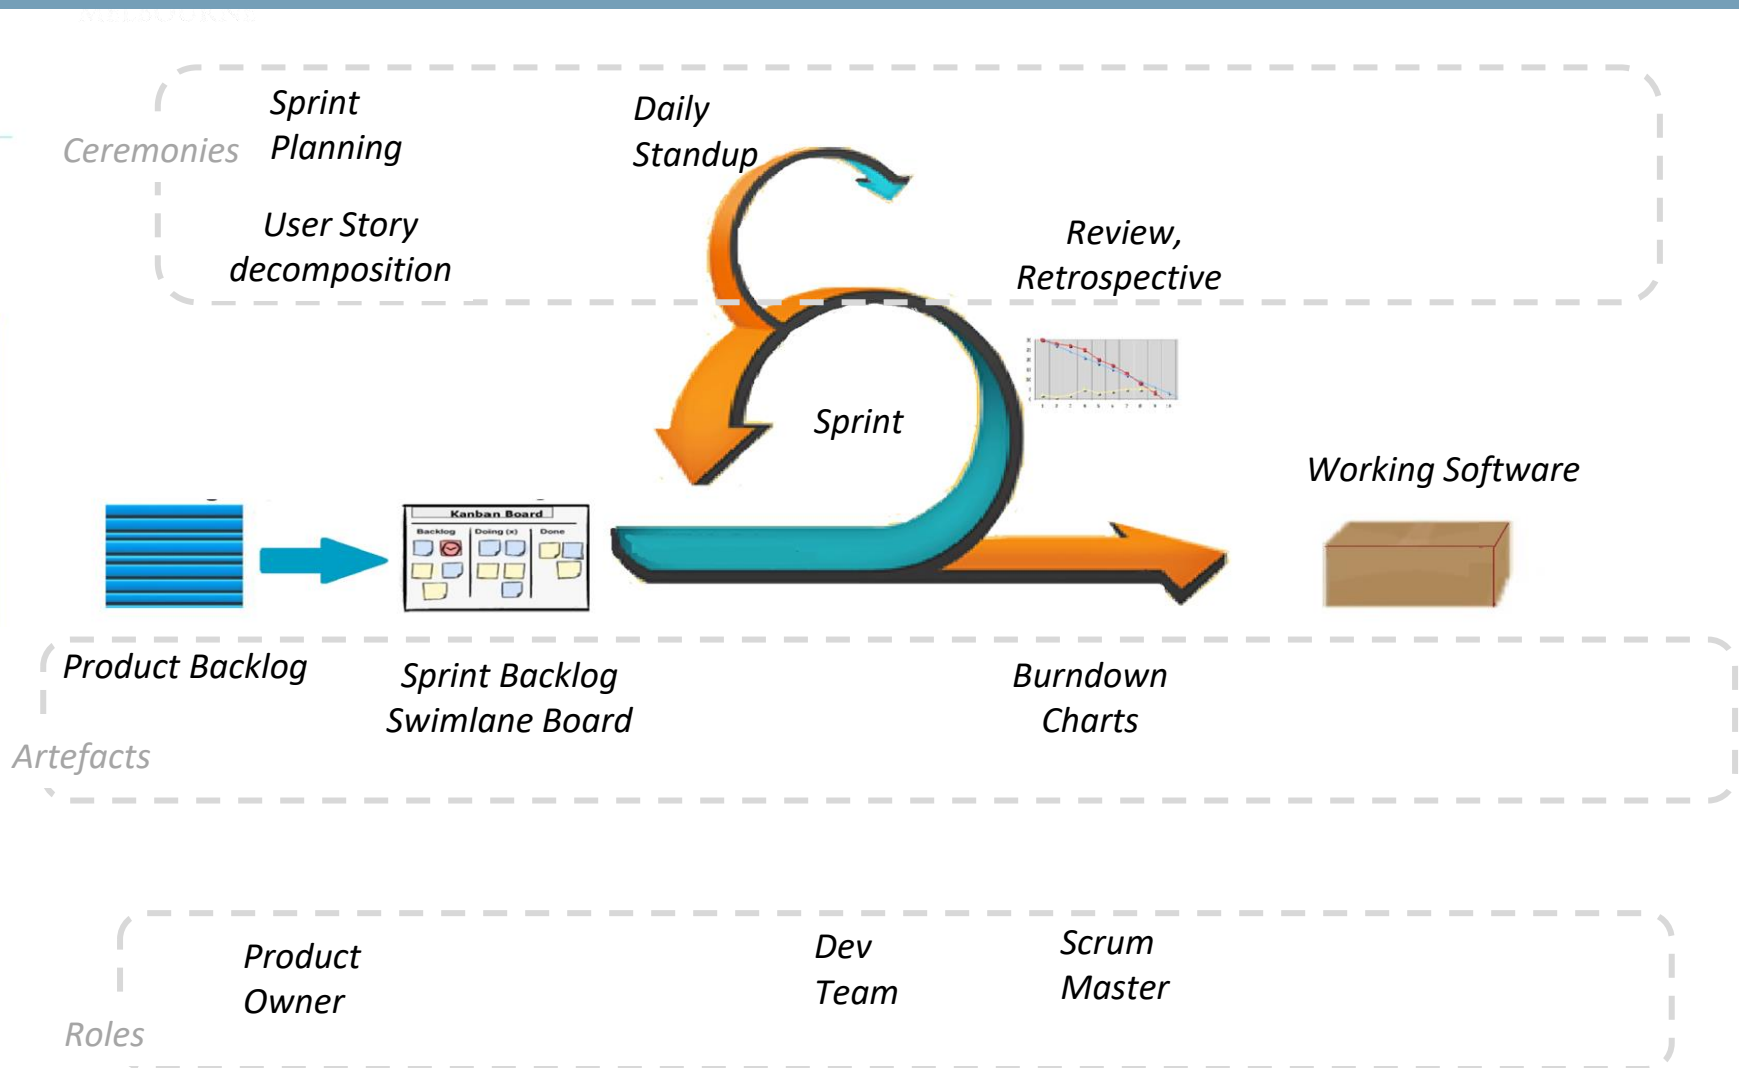 Sprint
Planning
Daily
Standup
Ceremonies
User Story
decomposition
Review,
Retrospective
Sprint
Working Software
Kanban Board
Backlog
Doing (x)
Done
Product Backlog
Sprint Backlog
Swimlane Board
Burndown
Charts
Artefacts
Product
Owner
Dev
Team
Scrum
Master
Roles